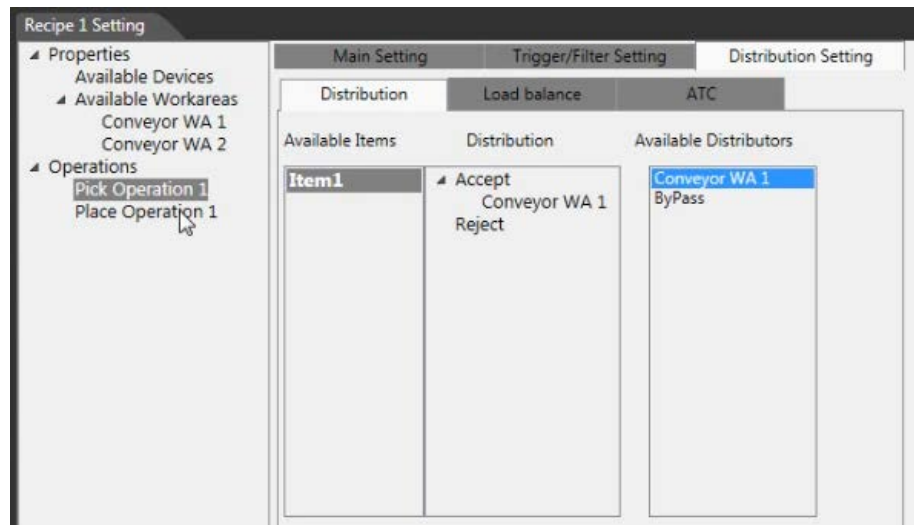 Recipe 1 Setting
Properties
Available Devices
Available Workareas
Conveyor WA 1
Conveyor WA 2
Operations
Pick Operation 1
Place Operation 1
Main Setting Trigger/Filter Setting Distribution Setting
Distribution Load balance ATC
Available Items Distribution Available Distributors
Item1
Accept
Conveyor WA 1
Reject
Conveyor WA 1
ByPass